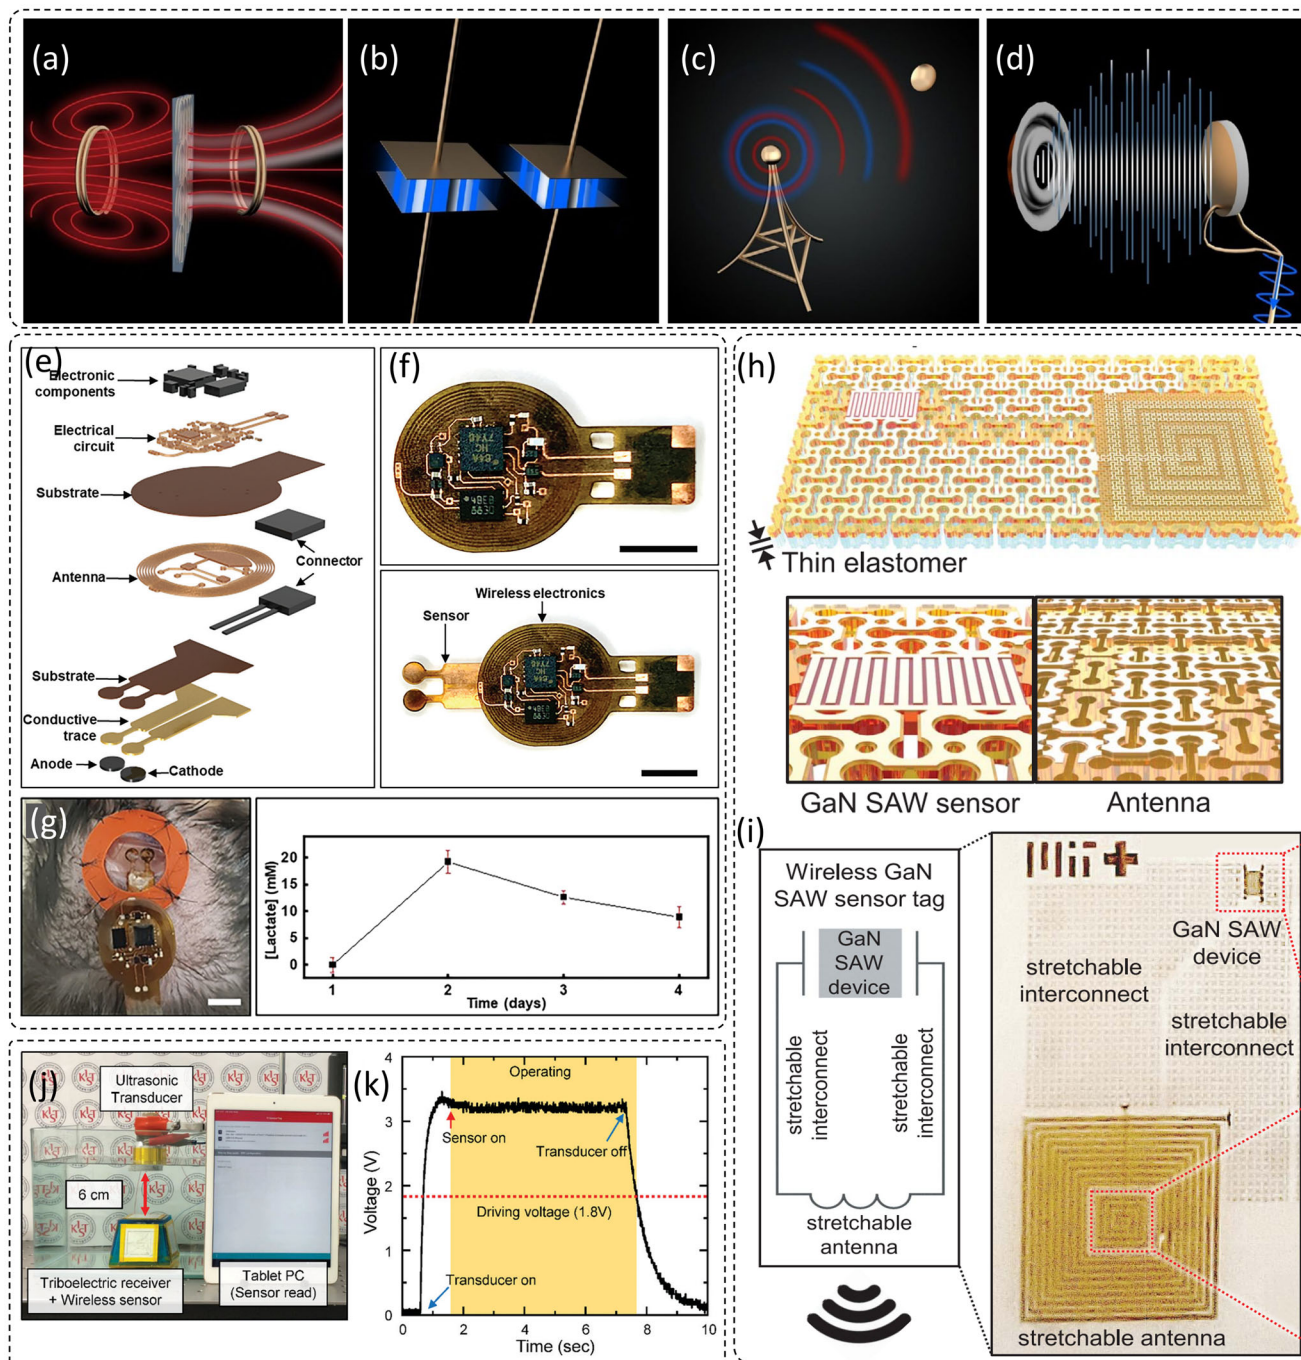 (a)
(b)
(c)
(d)
(e)
Electronic
components
Electrical
circuit
Substrate
Connector
Antenna
Substrate
Conductive
trace
Anode
Cathode
(f)
Wireless electronics
Sensor
(g)
[Lactate] (mM)
20
15
10
5
0
1
2
3
4
Time (days)
(h)
Thin elastomer
GaN SAW sensor
Antenna
(i)
Wireless GaN
SAW sensor tag
GaN
SAW
device
stretchable
interconnect
stretchable
interconnect
stretchable
antenna
GaN SAW
device
stretchable
interconnect
stretchable
interconnect
stretchable antenna
(j)
Ultrasonic
Transducer
KIST
6 cm
Triboelectric receiver
+ Wireless sensor
Tablet PC
(Sensor read)
(k)
Voltage (V)
4
3
2
1
0
Operating
Sensor on
Transducer off
Driving voltage (1.8V)
Transducer on
0
2
4
6
8
10
Time (sec)